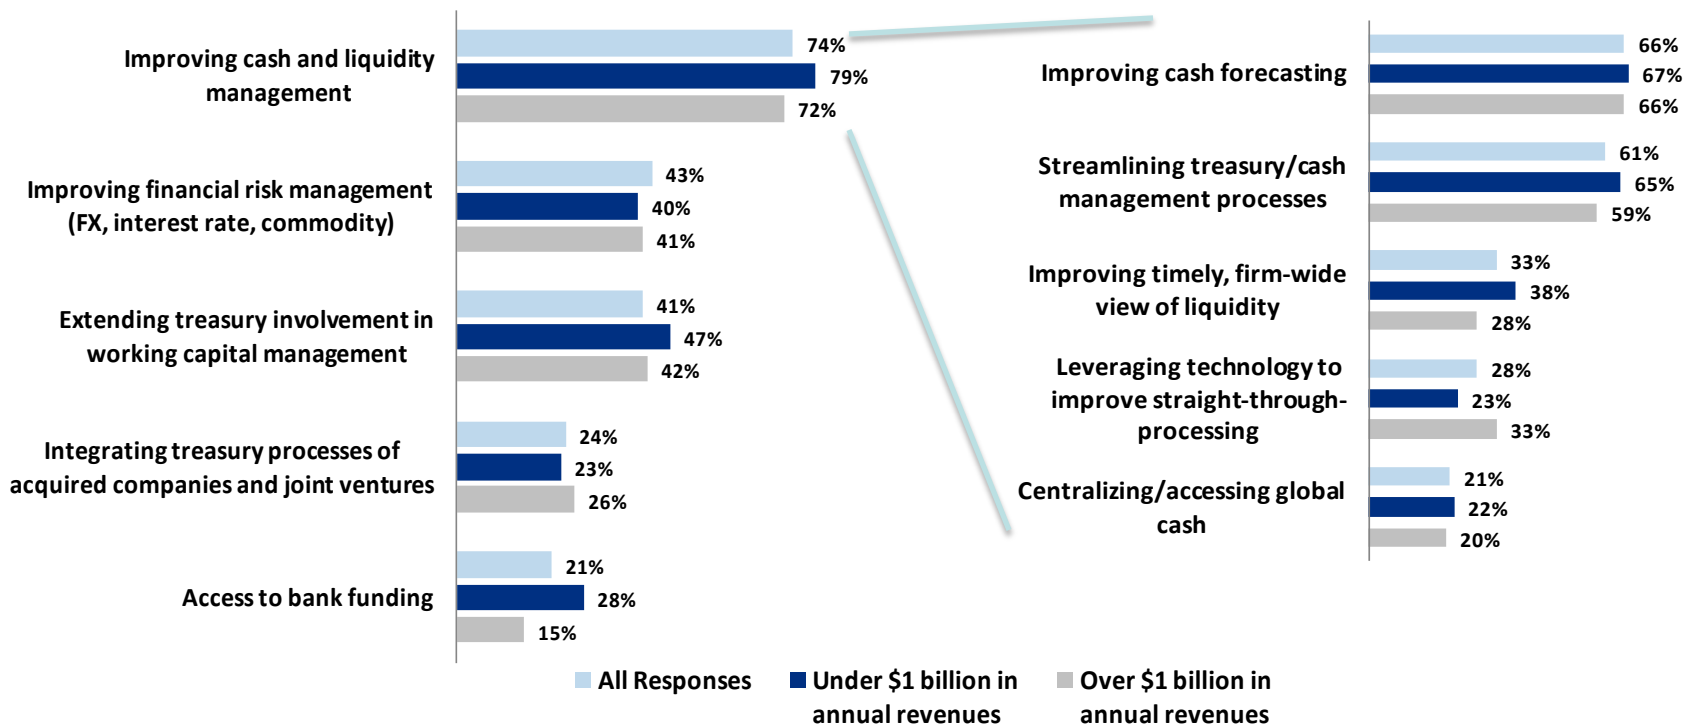 Improving cash and liquidity
management
74%
79%
72%
Improving financial risk management
(FX, interest rate, commodity)
43%
40%
41%
Extending treasury involvement in
working capital management
41%
47%
42%
Integrating treasury processes of
acquired companies and joint ventures
24%
23%
26%
Access to bank funding
21%
28%
15%
Improving cash forecasting
66%
67%
66%
Streamlining treasury/cash
management processes
61%
65%
59%
Improving timely, firm-wide
view of liquidity
33%
38%
28%
Leveraging technology to
improve straight-through-
processing
28%
23%
33%
Centralizing/accessing global
cash
21%
22%
20%
All Responses
Under $1 billion in
annual revenues
Over $1 billion in
annual revenues